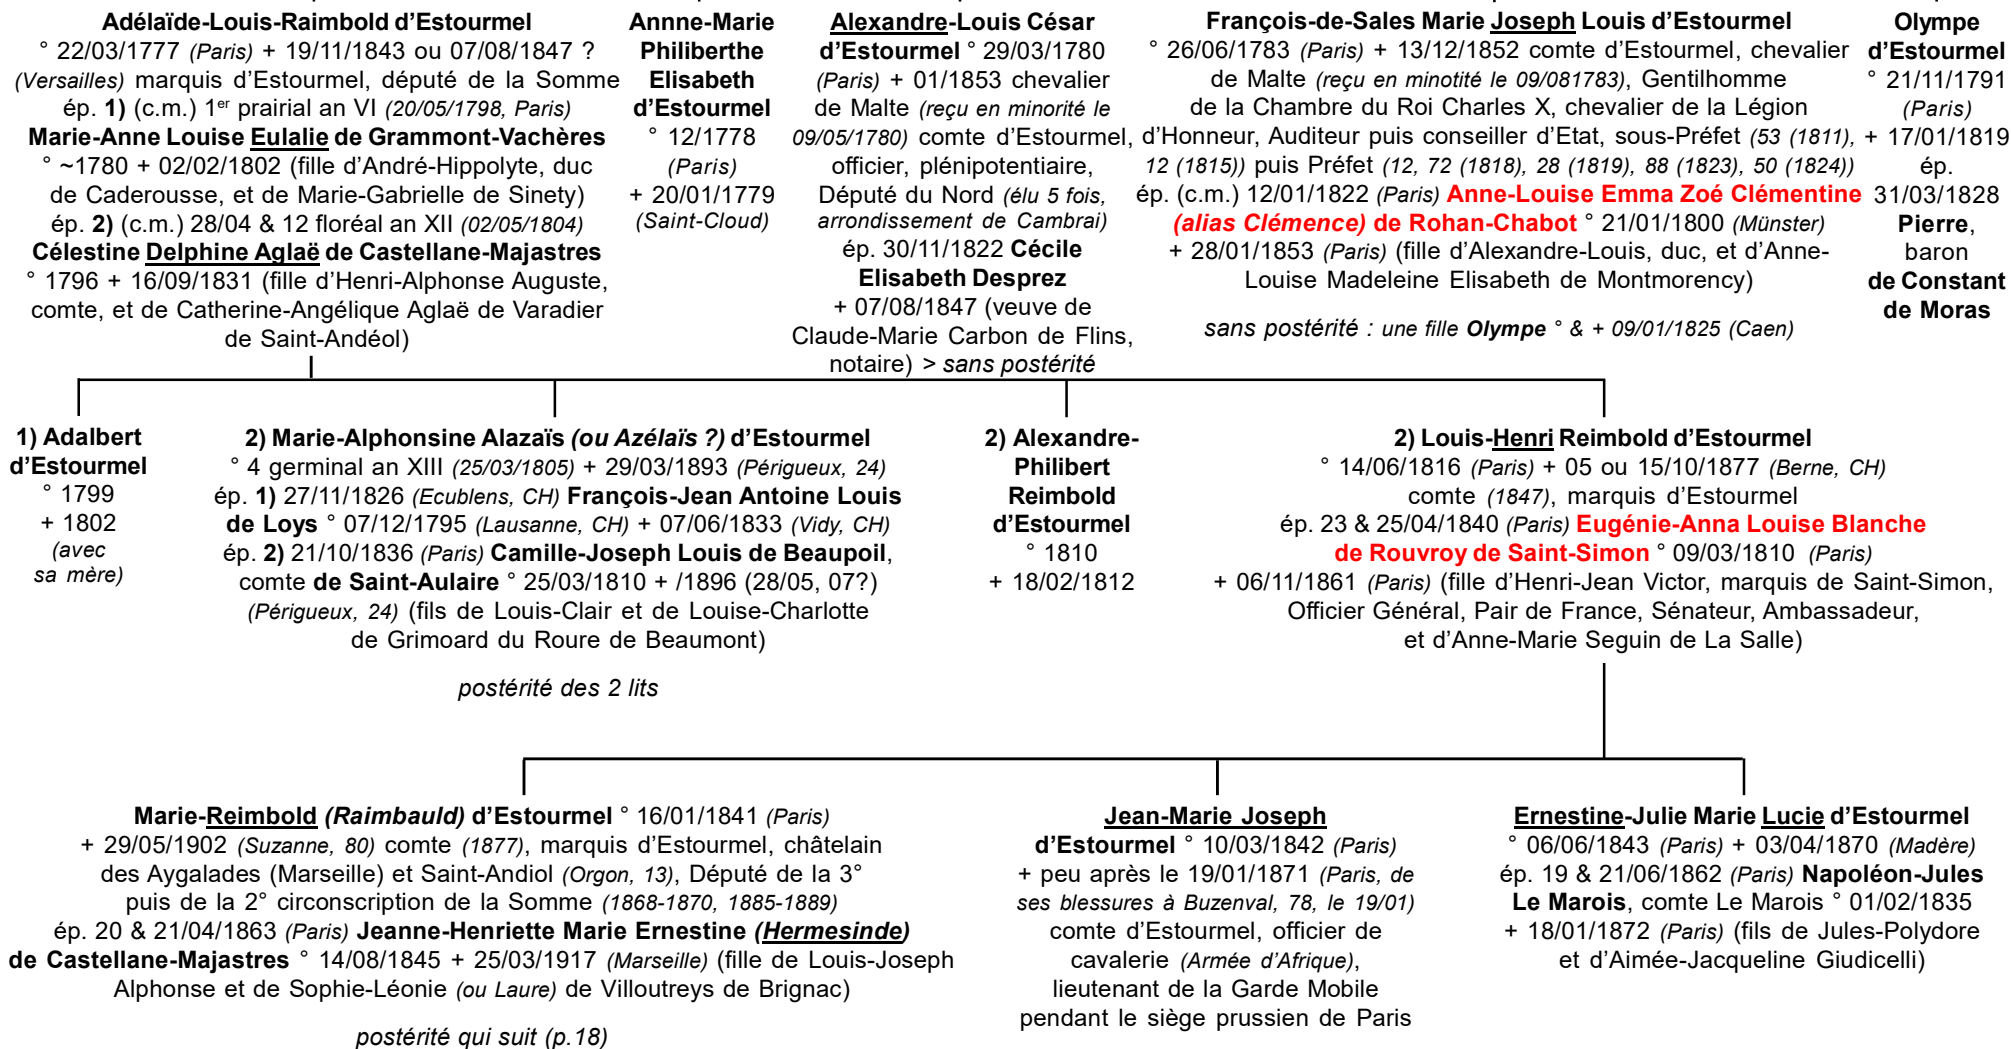 Adélaïde-Louis-Raimbold d’Estourmel
° 22/03/1777 (Paris) + 19/11/1843 ou 07/08/1847 ?
(Versailles) marquis d’Estourmel, député de la Somme
ép. 1) (c.m.) 1er prairial an VI (20/05/1798, Paris)
Marie-Anne Louise Eulalie de Grammont-Vachères
° ~1780 + 02/02/1802 (fille d’André-Hippolyte, duc
de Caderousse, et de Marie-Gabrielle de Sinety)
ép. 2) (c.m.) 28/04 & 12 floréal an XII (02/05/1804)
Célestine Delphine Aglaë de Castellane-Majastres
° 1796 + 16/09/1831 (fille d’Henri-Alphonse Auguste,
comte, et de Catherine-Angélique Aglaë de Varadier
de Saint-Andéol)
Annne-Marie
Philiberthe
Elisabeth
d’Estourmel
° 12/1778
(Paris)
+ 20/01/1779
(Saint-Cloud)
Alexandre-Louis César
d’Estourmel ° 29/03/1780
(Paris) + 01/1853 chevalier
de Malte (reçu en minorité le
09/05/1780) comte d’Estourmel,
officier, plénipotentiaire,
Député du Nord (élu 5 fois,
arrondissement de Cambrai)
ép. 30/11/1822 Cécile
Elisabeth Desprez
+ 07/08/1847 (veuve de
Claude-Marie Carbon de Flins,
notaire) > sans postérité
François-de-Sales Marie Joseph Louis d’Estourmel
° 26/06/1783 (Paris) + 13/12/1852 comte d’Estourmel, chevalier
de Malte (reçu en minotité le 09/081783), Gentilhomme
de la Chambre du Roi Charles X, chevalier de la Légion
d’Honneur, Auditeur puis conseiller d’Etat, sous-Préfet (53 (1811),
12 (1815)) puis Préfet (12, 72 (1818), 28 (1819), 88 (1823), 50 (1824))
ép. (c.m.) 12/01/1822 (Paris) Anne-Louise Emma Zoé Clémentine
(alias Clémence) de Rohan-Chabot ° 21/01/1800 (Münster)
+ 28/01/1853 (Paris) (fille d’Alexandre-Louis, duc, et d’Anne-
Louise Madeleine Elisabeth de Montmorency)
sans postérité : une fille Olympe ° & + 09/01/1825 (Caen)
Olympe
d’Estourmel
° 21/11/1791
(Paris)
+ 17/01/1819
ép.
31/03/1828
Pierre,
baron
de Constant
de Moras
1) Adalbert
d’Estourmel
° 1799
+ 1802
(avec
sa mère)
2) Marie-Alphonsine Alazaïs (ou Azélaïs ?) d’Estourmel
° 4 germinal an XIII (25/03/1805) + 29/03/1893 (Périgueux, 24)
ép. 1) 27/11/1826 (Ecublens, CH) François-Jean Antoine Louis
de Loys ° 07/12/1795 (Lausanne, CH) + 07/06/1833 (Vidy, CH)
ép. 2) 21/10/1836 (Paris) Camille-Joseph Louis de Beaupoil,
comte de Saint-Aulaire ° 25/03/1810 + /1896 (28/05, 07?)
(Périgueux, 24) (fils de Louis-Clair et de Louise-Charlotte
de Grimoard du Roure de Beaumont)
postérité des 2 lits
2) Alexandre-
Philibert
Reimbold
d’Estourmel
° 1810
+ 18/02/1812
2) Louis-Henri Reimbold d’Estourmel
° 14/06/1816 (Paris) + 05 ou 15/10/1877 (Berne, CH)
comte (1847), marquis d’Estourmel
ép. 23 & 25/04/1840 (Paris) Eugénie-Anna Louise Blanche
de Rouvroy de Saint-Simon ° 09/03/1810 (Paris)
+ 06/11/1861 (Paris) (fille d’Henri-Jean Victor, marquis de Saint-Simon,
Officier Général, Pair de France, Sénateur, Ambassadeur,
et d’Anne-Marie Seguin de La Salle)
Marie-Reimbold (Raimbauld) d’Estourmel ° 16/01/1841 (Paris)
+ 29/05/1902 (Suzanne, 80) comte (1877), marquis d’Estourmel, châtelain
des Aygalades (Marseille) et Saint-Andiol (Orgon, 13), Député de la 3°
puis de la 2° circonscription de la Somme (1868-1870, 1885-1889)
ép. 20 & 21/04/1863 (Paris) Jeanne-Henriette Marie Ernestine (Hermesinde)
de Castellane-Majastres ° 14/08/1845 + 25/03/1917 (Marseille) (fille de Louis-Joseph
Alphonse et de Sophie-Léonie (ou Laure) de Villoutreys de Brignac)
postérité qui suit (p.18)
Jean-Marie Joseph
d’Estourmel ° 10/03/1842 (Paris)
+ peu après le 19/01/1871 (Paris, de
ses blessures à Buzenval, 78, le 19/01)
comte d’Estourmel, officier de
cavalerie (Armée d’Afrique),
lieutenant de la Garde Mobile
pendant le siège prussien de Paris
Ernestine-Julie Marie Lucie d’Estourmel
° 06/06/1843 (Paris) + 03/04/1870 (Madère)
ép. 19 & 21/06/1862 (Paris) Napoléon-Jules
Le Marois, comte Le Marois ° 01/02/1835
+ 18/01/1872 (Paris) (fils de Jules-Polydore
et d’Aimée-Jacqueline Giudicelli)